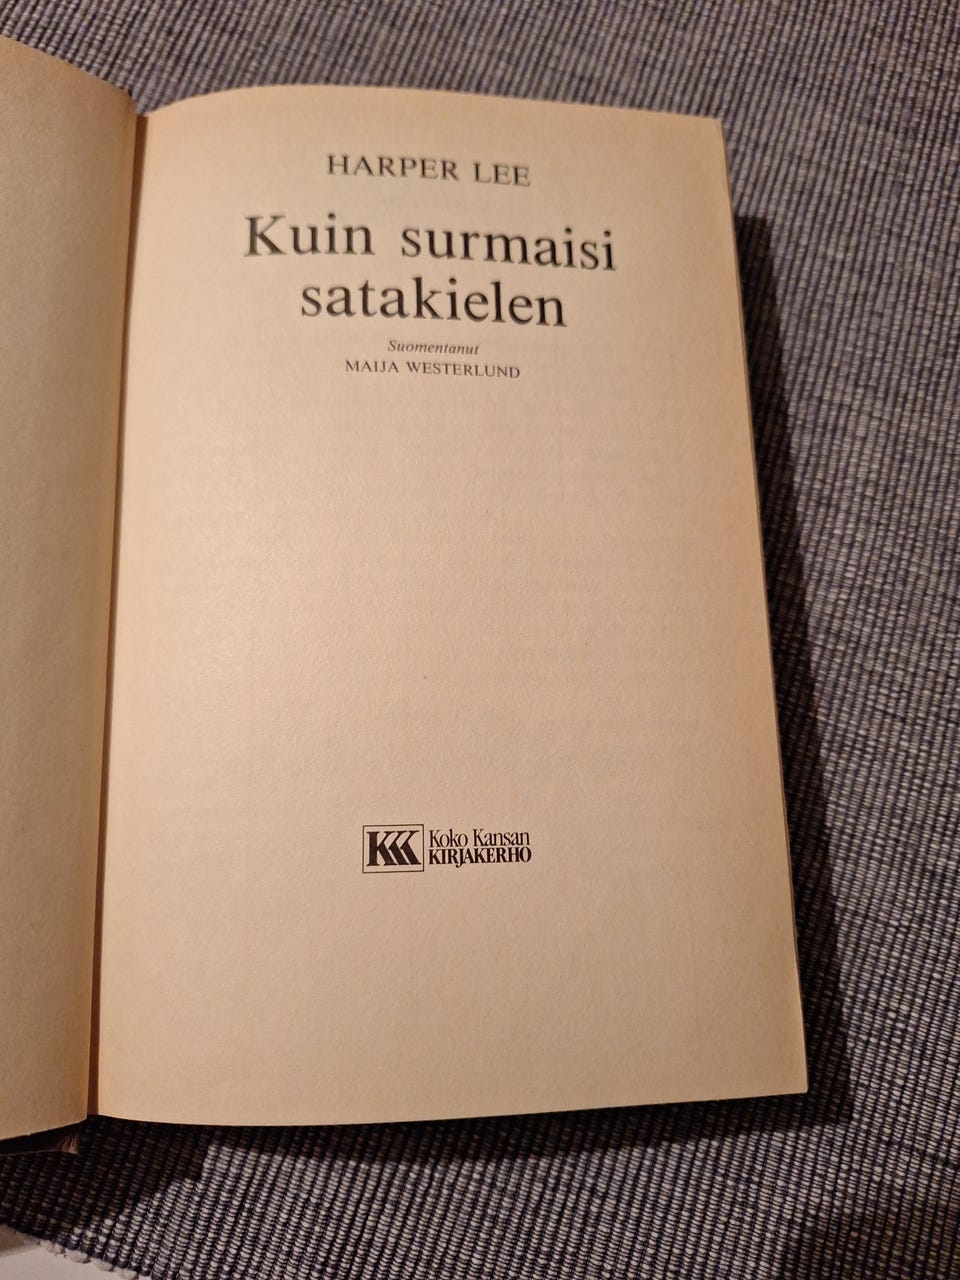 HARPER LEE
Kuin surmaisi
satakielen
Suomentanut
MAIJA WESTERLUND
KKK Koko Kansan
KIRJAKERHO